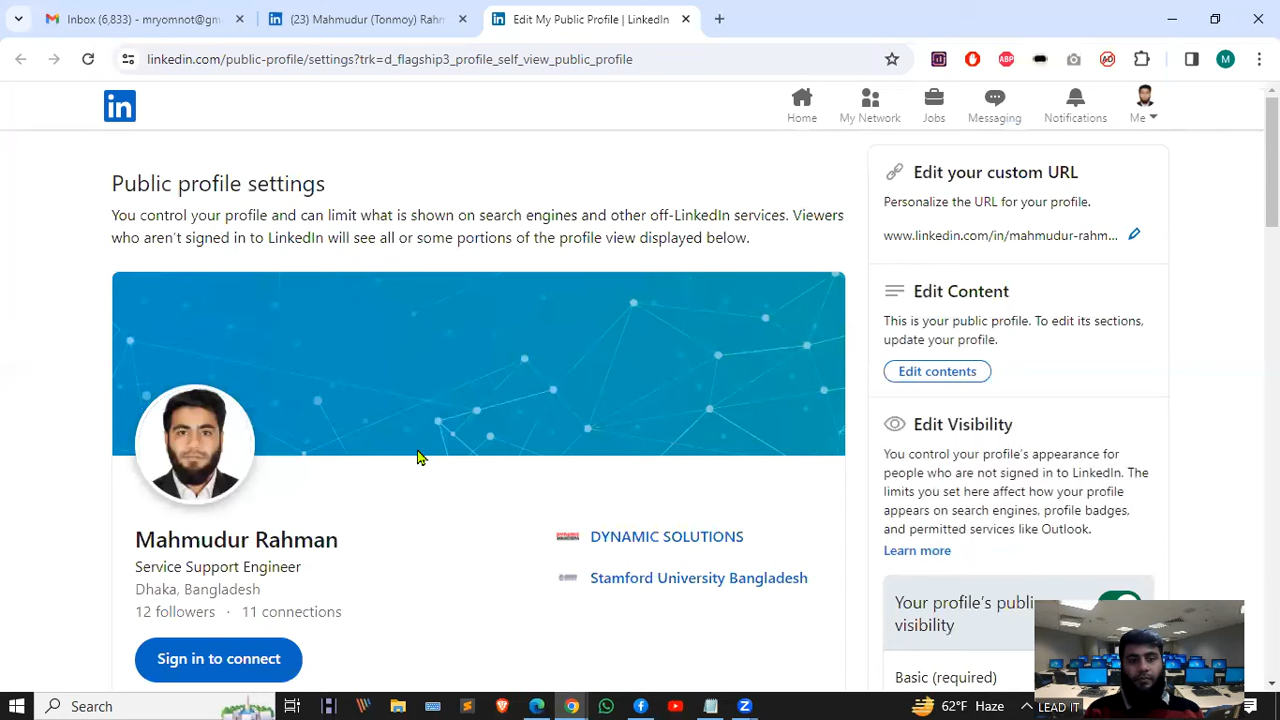 Inbox (6,833) - mryomnot@gm
(23) Mahmudur (Tonmoy) Rahm
Edit My Public Profile | LinkedIn
linkedin.com/public-profile/settings?trk=d_flagship3_profile_self_view_public_profile
ABP
M
in
Home
My Network
Jobs
Messaging
Notifications
Me
Public profile settings
You control your profile and can limit what is shown on search engines and other off-LinkedIn services. Viewers
who aren't signed in to LinkedIn will see all or some portions of the profile view displayed below.
Mahmudur Rahman
Service Support Engineer
Dhaka, Bangladesh
12 followers · 11 connections
Sign in to connect
DYNAMIC SOLUTIONS
Stamford University Bangladesh
Edit your custom URL
Personalize the URL for your profile.
www.linkedin.com/in/mahmudur-rahm...
Edit Content
This is your public profile. To edit its sections,
update your profile.
Edit contents
Edit Visibility
You control your profile's appearance for
people who are not signed in to LinkedIn. The
limits you set here affect how your profile
appears on search engines, profile badges,
and permitted services like Outlook.
Learn more
Your profile's publi
visibility
Basic (required)
Search
62°F Haze
LEAD IT